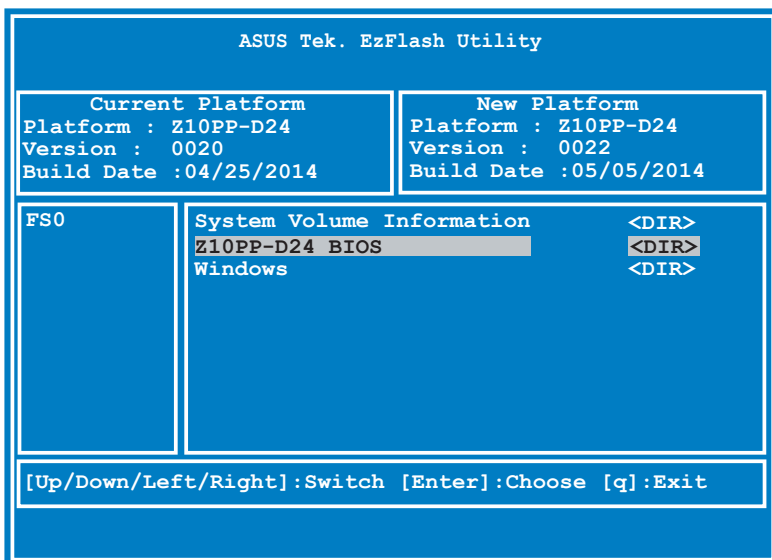 ASUS Tek. EzFlash Utility
Current Platform
Platform : Z10PP-D24
Version : 0020
Build Date :04/25/2014
New Platform
Platform : Z10PP-D24
Version : 0022
Build Date :05/05/2014
FS0
System Volume Information <DIR>
Z10PP-D24 BIOS <DIR>
Windows <DIR>
[Up/Down/Left/Right]:Switch [Enter]:Choose [q]:Exit